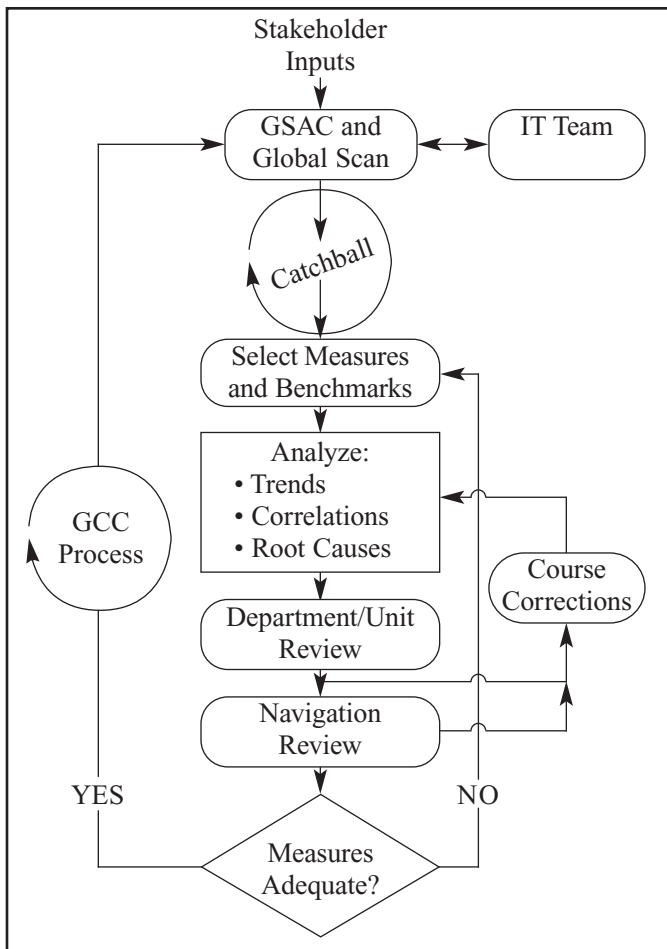 Stakeholder
Inputs
GSAC and
Global Scan
IT Team
Catchball
Select Measures
and Benchmarks
Analyze:
• Trends
• Correlations
• Root Causes
GCC
Process
Course
Corrections
Department/Unit
Review
Navigation
Review
YES
NO
Measures
Adequate?